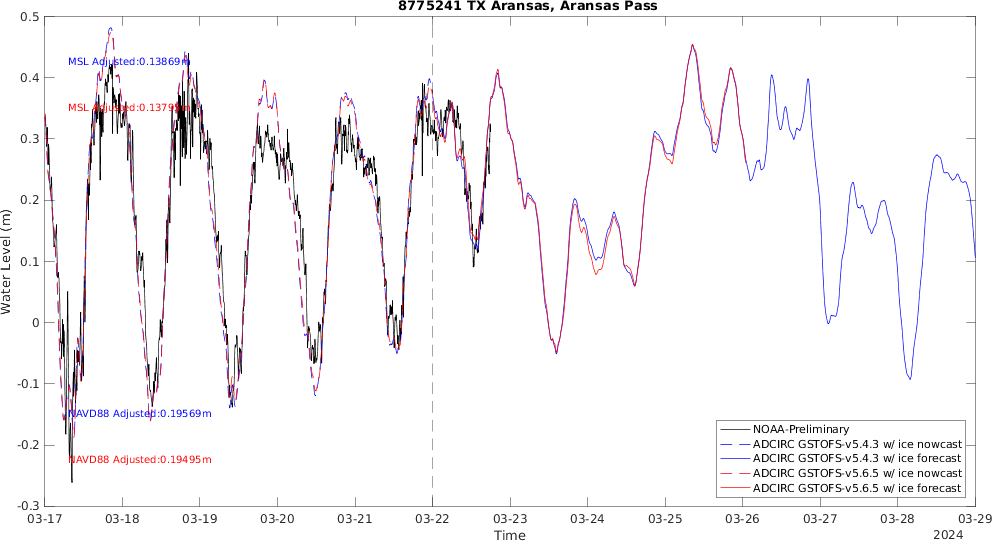 8775241 TX Aransas, Aransas Pass
0.5
0.4
0.3
0.2
0.1
0
-0.1
-0.2
-0.3
Water Level (m)
MSL Adjusted:0.13869m
MSL Adjusted:0.1379
NAVD88 Adjusted:0.19569m
NAVD88 Adjusted:0.19495m
NOAA-Preliminary
ADCIRC GSTOFS-v5.4.3 w/ ice nowcast
ADCIRC GSTOFS-v5.4.3 w/ ice forecast
ADCIRC GSTOFS-v5.6.5 w/ ice nowcast
ADCIRC GSTOFS-v5.6.5 w/ ice forecast
03-17 03-18 03-19 03-20 03-21 03-22 03-23 03-24 03-25 03-26 03-27 03-28 03-29
Time
2024